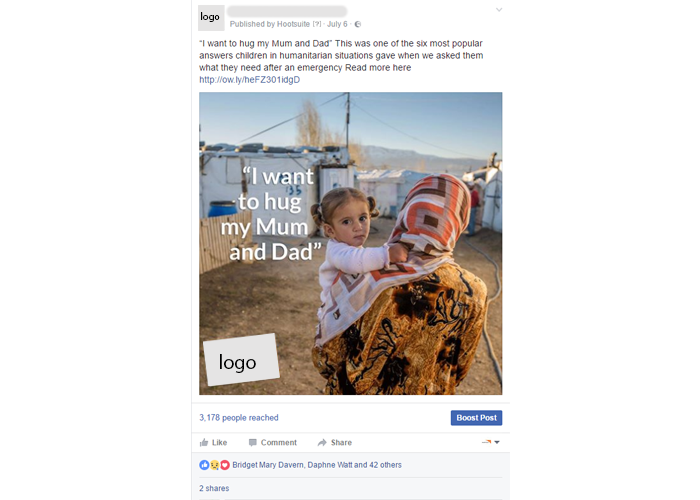 logo
Published by Hootsuite [?] · July 6 ·
"I want to hug my Mum and Dad" This was one of the six most popular
answers children in humanitarian situations gave when we asked them
what they need after an emergency Read more here
http://ow.ly/heFZ301idgD
"I want
to hug
my Mum
and Dad"
logo
3,178 people reached
Boost Post
Like Comment Share
Bridget Mary Davern, Daphne Watt and 42 others
2 shares